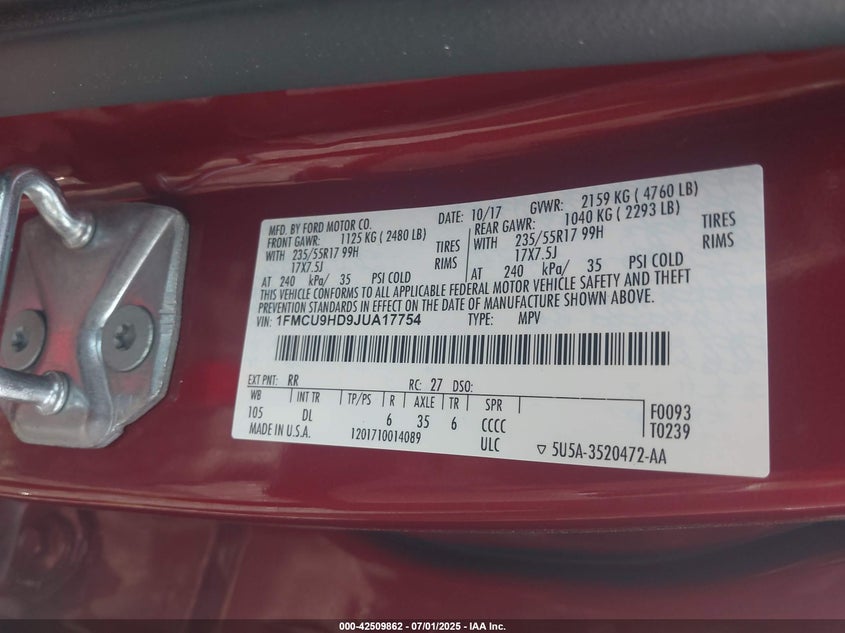 MFD. BY FORD MOTOR CO. DATE: 10/17 GVWR: 2159 KG ( 4760 LB)
FRONT GAWR: 1125 KG ( 2480 LB) REAR GAWR: 1040 KG ( 2293 LB)
WITH 235/55R17 99H TIRES WITH 235/55R17 99H TIRES
17X7.5J RIMS 17X7.5J RIMS
AT 240 kPa/ 35 PSI COLD AT 240 kPa/ 35 PSI COLD
THIS VEHICLE CONFORMS TO ALL APPLICABLE FEDERAL MOTOR VEHICLE SAFETY AND THEFT
PREVENTION STANDARDS IN EFFECT ON THE DATE OF MANUFACTURE SHOWN ABOVE.
VIN: 1FMCU9HD9JUA17754 TYPE: MPV
EXT PNT: RR RC: 27 DSO:
WB INT TR TP/PS R AXLE TR SPR
105 DL 6 35 6 CCCC F0093
MADE IN U.S.A. 1201710014089 ULC T0239
▽ 5U5A-3520472-AA
000-42509862 - 07/01/2025 - IAA Inc.